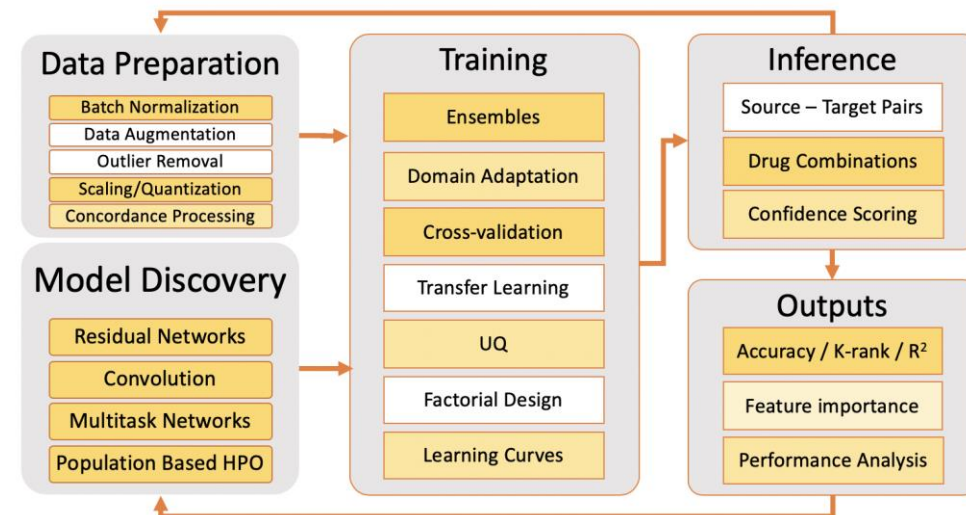 Data Preparation
Batch Normalization
Data Augmentation
Outlier Removal
Scaling/Quantization
Concordance Processing
Model Discovery
Residual Networks
Convolution
Multitask Networks
Population Based HPO
Training
Ensembles
Domain Adaptation
Cross-validation
Transfer Learning
UQ
Factorial Design
Learning Curves
Inference
Source – Target Pairs
Drug Combinations
Confidence Scoring
Outputs
Accuracy / K-rank / R²
Feature importance
Performance Analysis